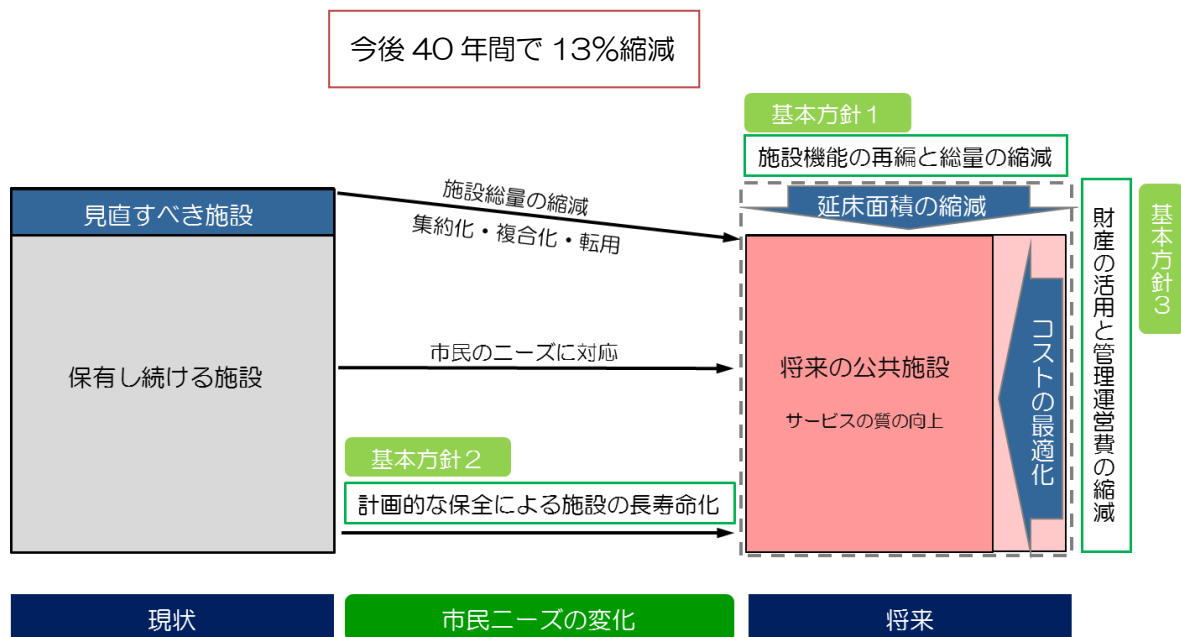 今後 40 年間で 13%縮減
基本方針１
施設機能の再編と総量の縮減
見直すべき施設
施設総量の縮減
集約化・複合化・転用
延床面積の縮減
保有し続ける施設
市民のニーズに対応
将来の公共施設
サービスの質の向上
コストの最適化
財産の活用と管理運営費の縮減
基本方針３
基本方針２
計画的な保全による施設の長寿命化
現状
市民ニーズの変化
将来